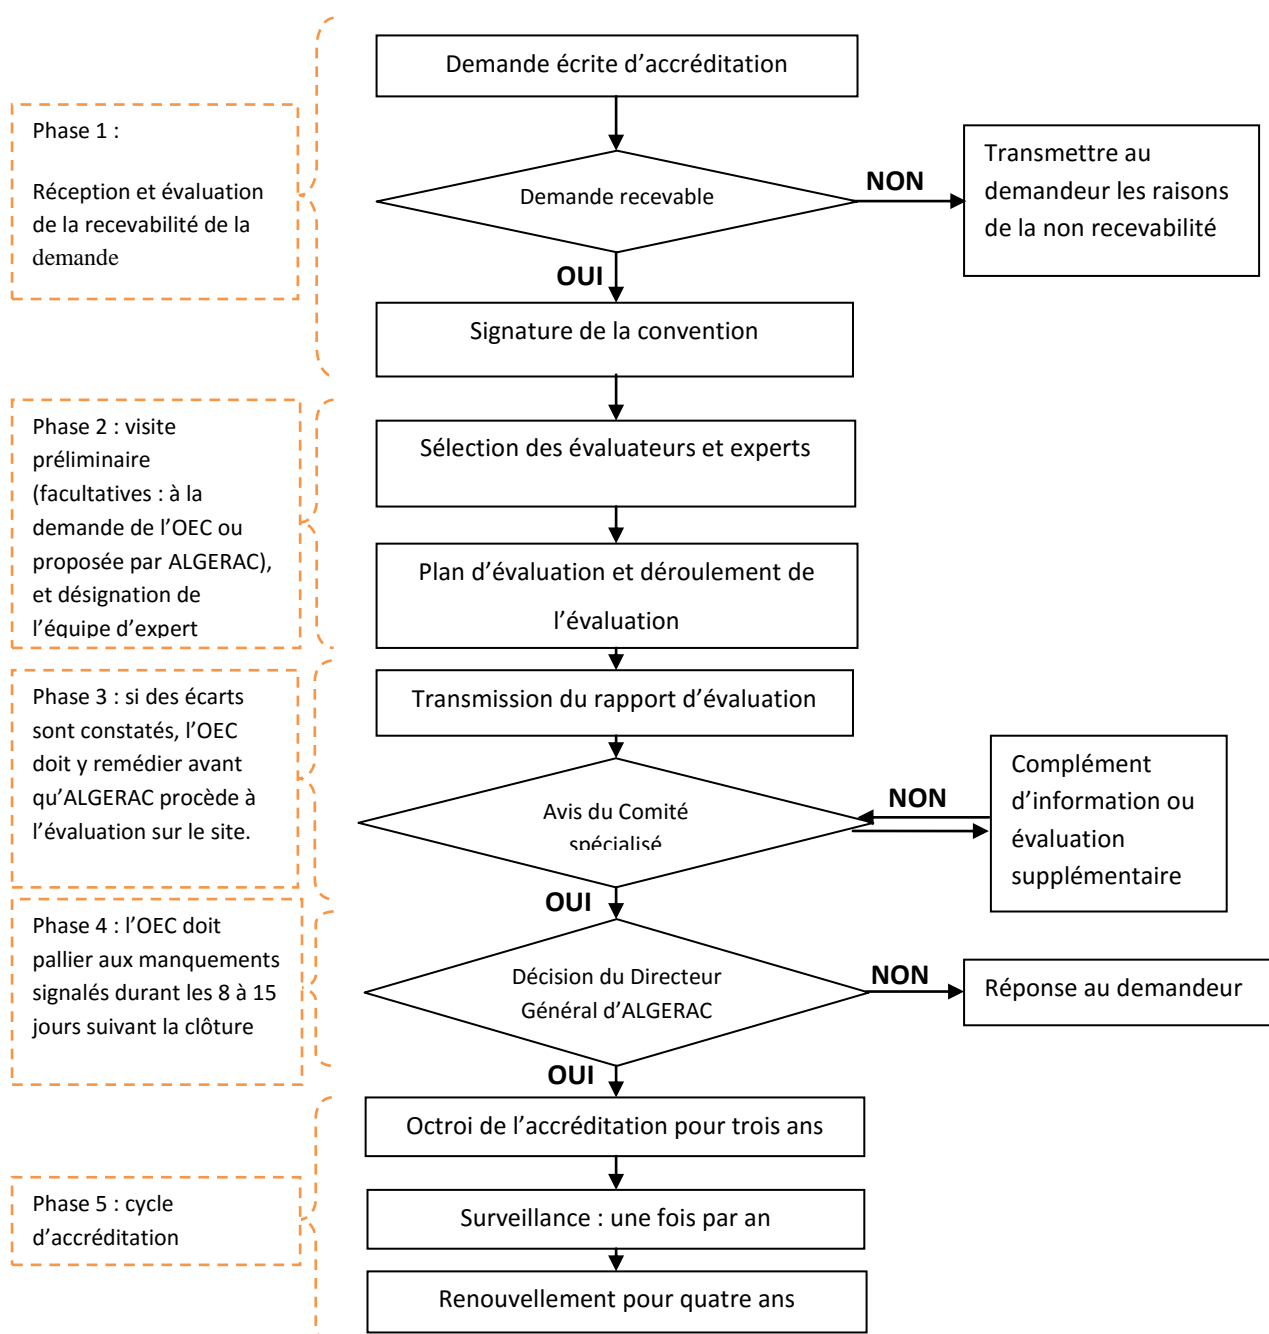 Demande écrite d’accréditation
Phase 1 :
Réception et évaluation
de la recevabilité de la
demande
Demande recevable
NON
Transmettre au
demandeur les raisons
de la non recevabilité
OUI
Signature de la convention
Phase 2 : visite
préliminaire
(facultatives : à la
demande de l’OEC ou
proposée par ALGERAC),
et désignation de
l’équipe d’expert
Sélection des évaluateurs et experts
Plan d’évaluation et déroulement de
l’évaluation
Phase 3 : si des écarts
sont constatés, l’OEC
doit y remédier avant
qu’ALGERAC procède à
l’évaluation sur le site.
Transmission du rapport d’évaluation
Avis du Comité
spécialisé
NON
Complément
d’information ou
évaluation
supplémentaire
OUI
Phase 4 : l’OEC doit
pallier aux manquements
signalés durant les 8 à 15
jours suivant la clôture
Décision du Directeur
Général d’ALGERAC
NON
Réponse au demandeur
OUI
Octroi de l’accréditation pour trois ans
Phase 5 : cycle
d’accréditation
Surveillance : une fois par an
Renouvellement pour quatre ans